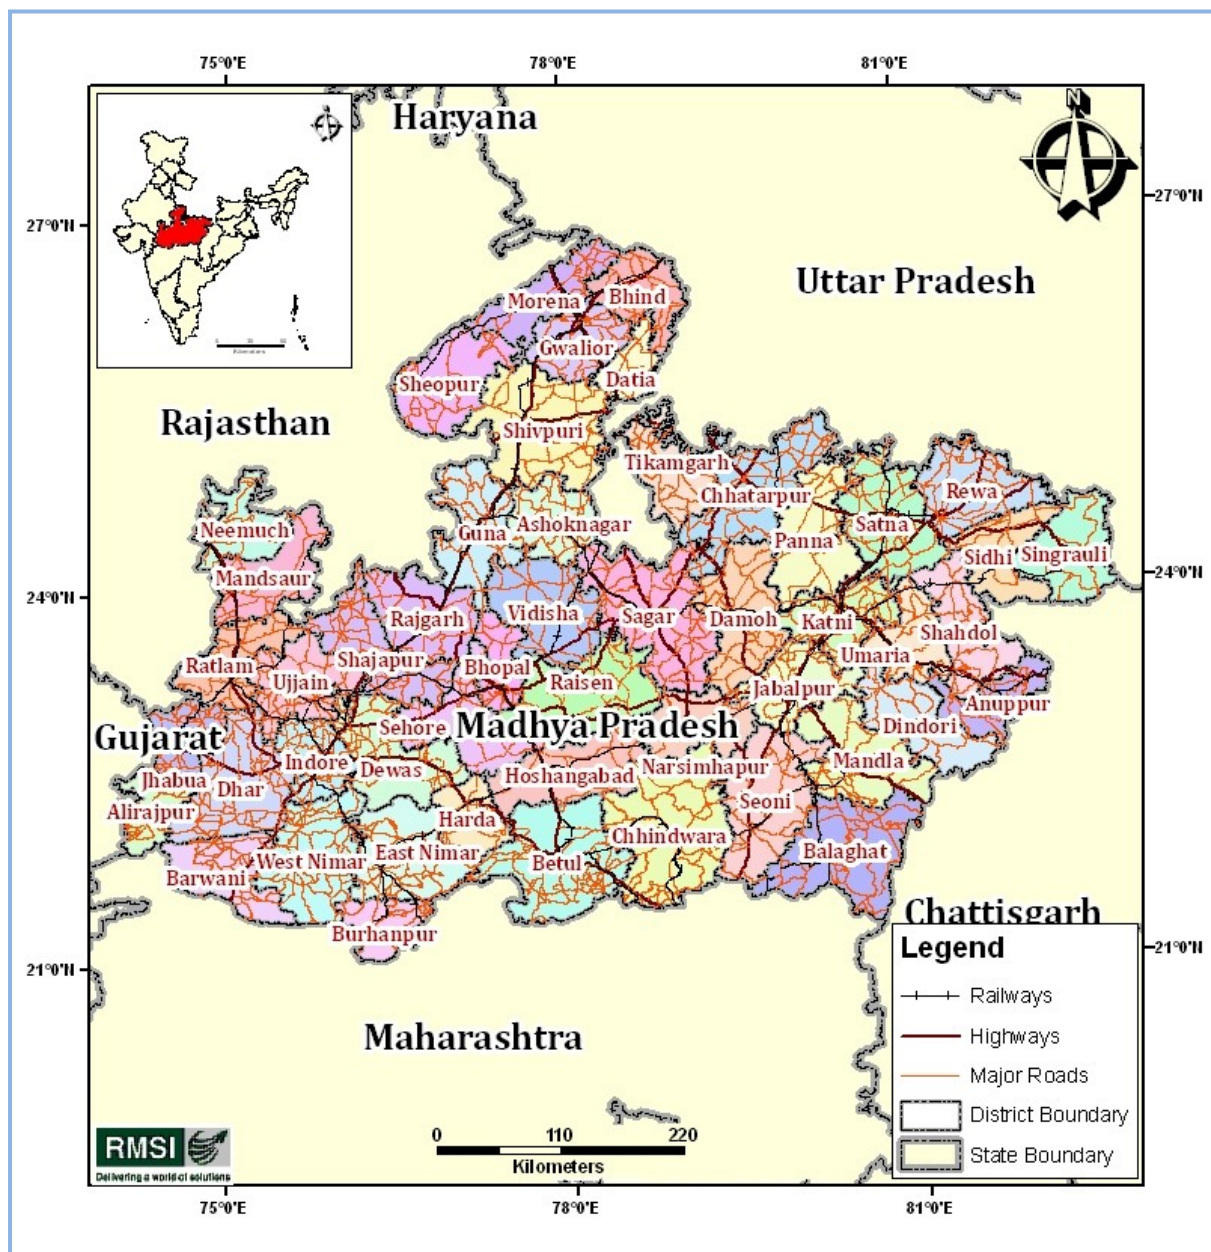 75°0'E 78°0'E 81°0'E
Haryana
N
27°0'N
27°0'N
Uttar Pradesh
Morena
Bhind
Gwalior
Datia
Sheopur
Rajasthan
Shivpuri
Tikamgarh
Chhatarpur
Rewa
Neemuch
Guna
Ashoknagar
Panna
Satna
Sidhi
Singrauli
Mandsaur
24°0'N
24°0'N
Rajgarh
Vidisha
Sagar
Damoh
Katni
Shahdol
Umaria
Ratlam
Shajapur
Ujjain
Bhopal
Raisen
Jabalpur
Anuppur
Dindori
Sehore
Madhya Pradesh
Gujarat
Indore
Dewas
Hoshangabad
Narsimhapur
Mandla
Jhabua
Dhar
Alirajpur
Harda
Seoni
Chhindwara
Balaghat
West Nimar
East Nimar
Betul
Barwani
Burhanpur
Chattisgarh
21°0'N
21°0'N
Legend
Railways
Highways
Major Roads
District Boundary
State Boundary
Maharashtra
RMSI
Delivering a world of solutions
0 110 220
Kilometers
75°0'E 78°0'E 81°0'E